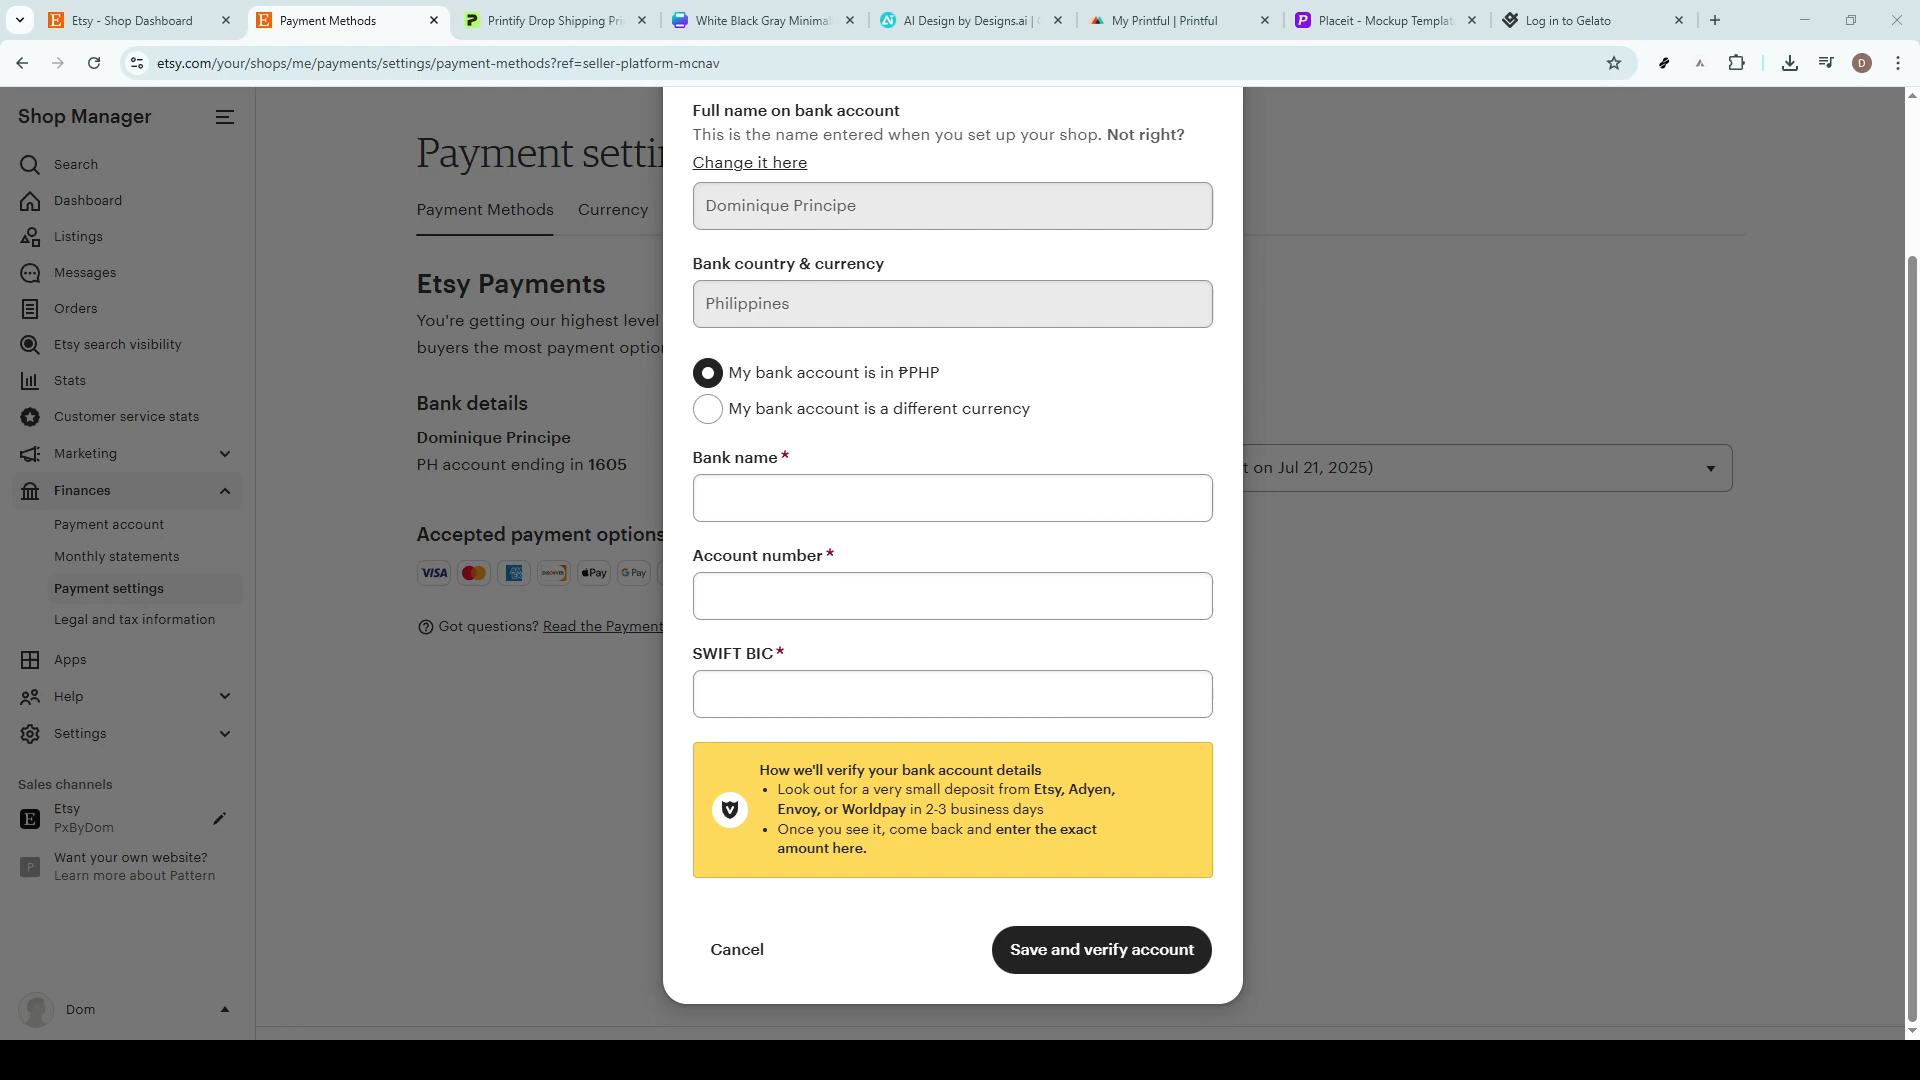 Etsy - Shop Dashboard
Payment Methods
Printify Drop Shipping Pri
White Black Gray Minimal
AI Design by Designs.ai |
My Printful | Printful
Placeit - Mockup Templat
Log in to Gelato
etsy.com/your/shops/me/payments/settings/payment-methods?ref=seller-platform-mcnav
D
Shop Manager
Search
Dashboard
Listings
Messages
Orders
Etsy search visibility
Stats
Customer service stats
Marketing
Finances
Payment account
Monthly statements
Payment settings
Legal and tax information
Apps
Help
Settings
Sales channels
E
Etsy
PxByDom
P
Want your own website?
Learn more about Pattern
Dom
Payment setti
Payment Methods
Currency
Etsy Payments
You're getting our highest level
buyers the most payment option
Bank details
Dominique Principe
PH account ending in 1605
t on Jul 21, 2025)
Accepted payment options
VISA
DISCOVER
Pay
G Pay
Got questions? Read the Payment
Full name on bank account
This is the name entered when you set up your shop. Not right?
Change it here
Dominique Principe
Bank country & currency
Philippines
My bank account is in ₱PHP
My bank account is a different currency
Bank name*
Account number*
SWIFT BIC*
How we'll verify your bank account details
• Look out for a very small deposit from Etsy, Adyen,
Envoy, or Worldpay in 2-3 business days
• Once you see it, come back and enter the exact
amount here.
Cancel
Save and verify account